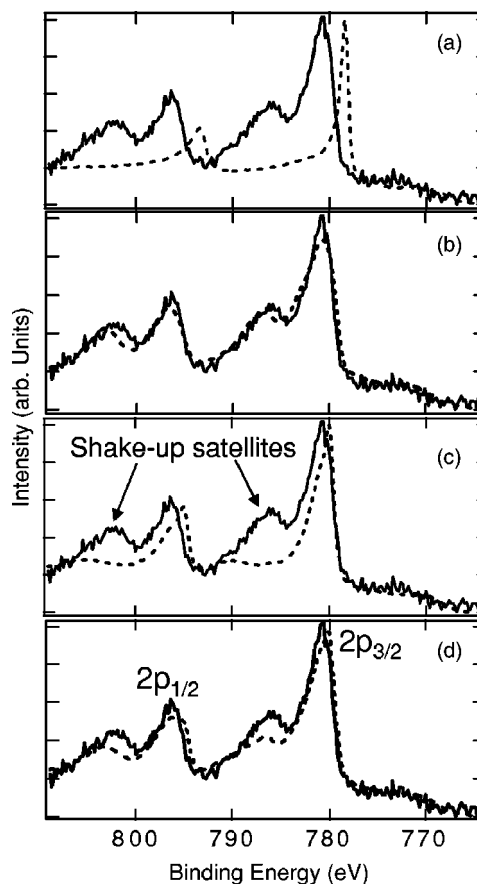 (a)
(b)
Shake-up satellites
(c)
2p1/2
2p3/2
(d)
800
790
780
770
Binding Energy (eV)
Intensity (arb. Units)